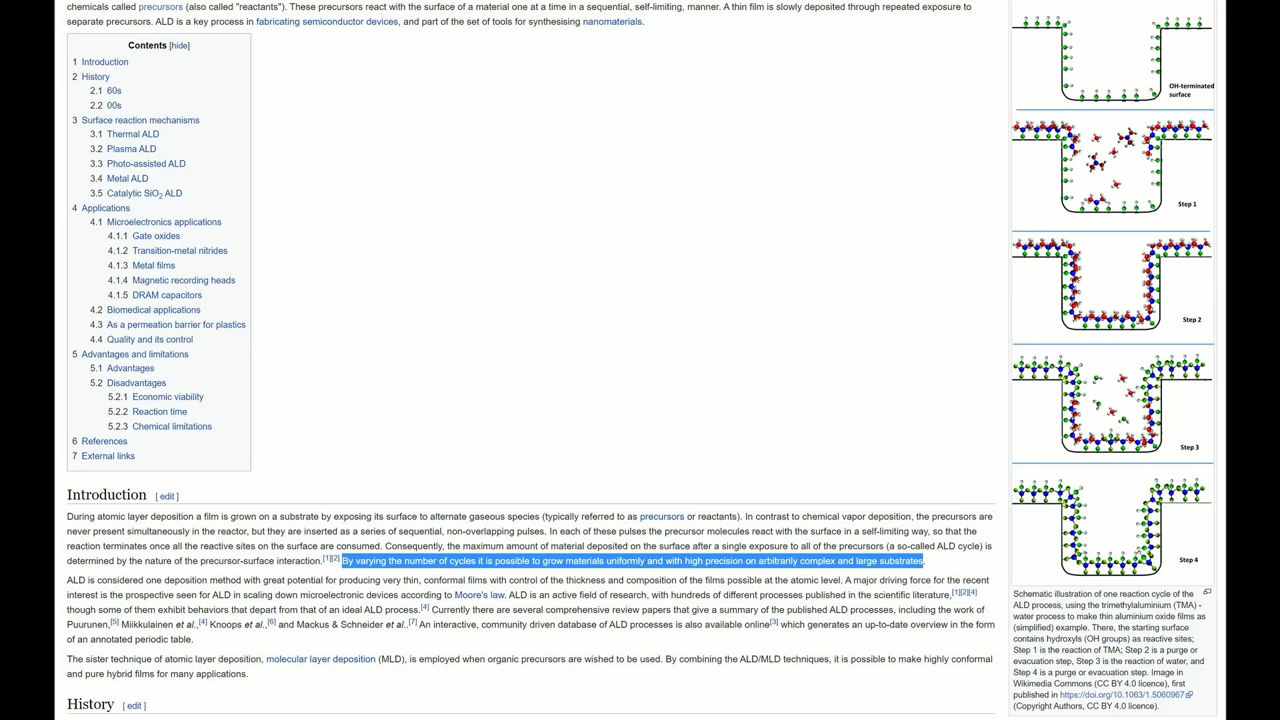 chemicals called precursors (also called "reactants"). These precursors react with the surface of a material one at a time in a sequential, self-limiting, manner. A thin film is slowly deposited through repeated exposure to
separate precursors. ALD is a key process in fabricating semiconductor devices, and part of the set of tools for synthesising nanomaterials.
Contents [hide]
1 Introduction
2 History
2.1 60s
2.2 00s
3 Surface reaction mechanisms
3.1 Thermal ALD
3.2 Plasma ALD
3.3 Photo-assisted ALD
3.4 Metal ALD
3.5 Catalytic SiO2 ALD
4 Applications
4.1 Microelectronics applications
4.1.1 Gate oxides
4.1.2 Transition-metal nitrides
4.1.3 Metal films
4.1.4 Magnetic recording heads
4.1.5 DRAM capacitors
4.2 Biomedical applications
4.3 As a permeation barrier for plastics
4.4 Quality and its control
5 Advantages and limitations
5.1 Advantages
5.2 Disadvantages
5.2.1 Economic viability
5.2.2 Reaction time
5.2.3 Chemical limitations
6 References
7 External links
Introduction [ edit ]
During atomic layer deposition a film is grown on a substrate by exposing its surface to alternate gaseous species (typically referred to as precursors or reactants). In contrast to chemical vapor deposition, the precursors are
never present simultaneously in the reactor, but they are inserted as a series of sequential, non-overlapping pulses. In each of these pulses the precursor molecules react with the surface in a self-limiting way, so that the
reaction terminates once all the reactive sites on the surface are consumed. Consequently, the maximum amount of material deposited on the surface after a single exposure to all of the precursors (a so-called ALD cycle) is
determined by the nature of the precursor-surface interaction.[1][2] By varying the number of cycles it is possible to grow materials uniformly and with high precision on arbitrarily complex and large substrates.
ALD is considered one deposition method with great potential for producing very thin, conformal films with control of the thickness and composition of the films possible at the atomic level. A major driving force for the recent
interest is the prospective seen for ALD in scaling down microelectronic devices according to Moore's law. ALD is an active field of research, with hundreds of different processes published in the scientific literature,[1][2][4]
though some of them exhibit behaviors that depart from that of an ideal ALD process.[4] Currently there are several comprehensive review papers that give a summary of the published ALD processes, including the work of
Puurunen,[5] Miikkulainen et al.,[4] Knoops et al.,[6] and Mackus & Schneider et al..[7] An interactive, community driven database of ALD processes is also available online[3] which generates an up-to-date overview in the form
of an annotated periodic table.
The sister technique of atomic layer deposition, molecular layer deposition (MLD), is employed when organic precursors are wished to be used. By combining the ALD/MLD techniques, it is possible to make highly conformal
and pure hybrid films for many applications.
History [ edit ]
OH-terminated
surface
Step 1
Step 2
Step 3
Step 4
Schematic illustration of one reaction cycle of the
ALD process, using the trimethylaluminium (TMA) -
water process to make thin aluminium oxide films as
(simplified) example. There, the starting surface
contains hydroxyls (OH groups) as reactive sites;
Step 1 is the reaction of TMA; Step 2 is a purge or
evacuation step, Step 3 is the reaction of water, and
Step 4 is a purge or evacuation step. Image in
Wikimedia Commons (CC BY 4.0 licence), first
published in https://doi.org/10.1063/1.5060967
(Copyright Authors, CC BY 4.0 licence).